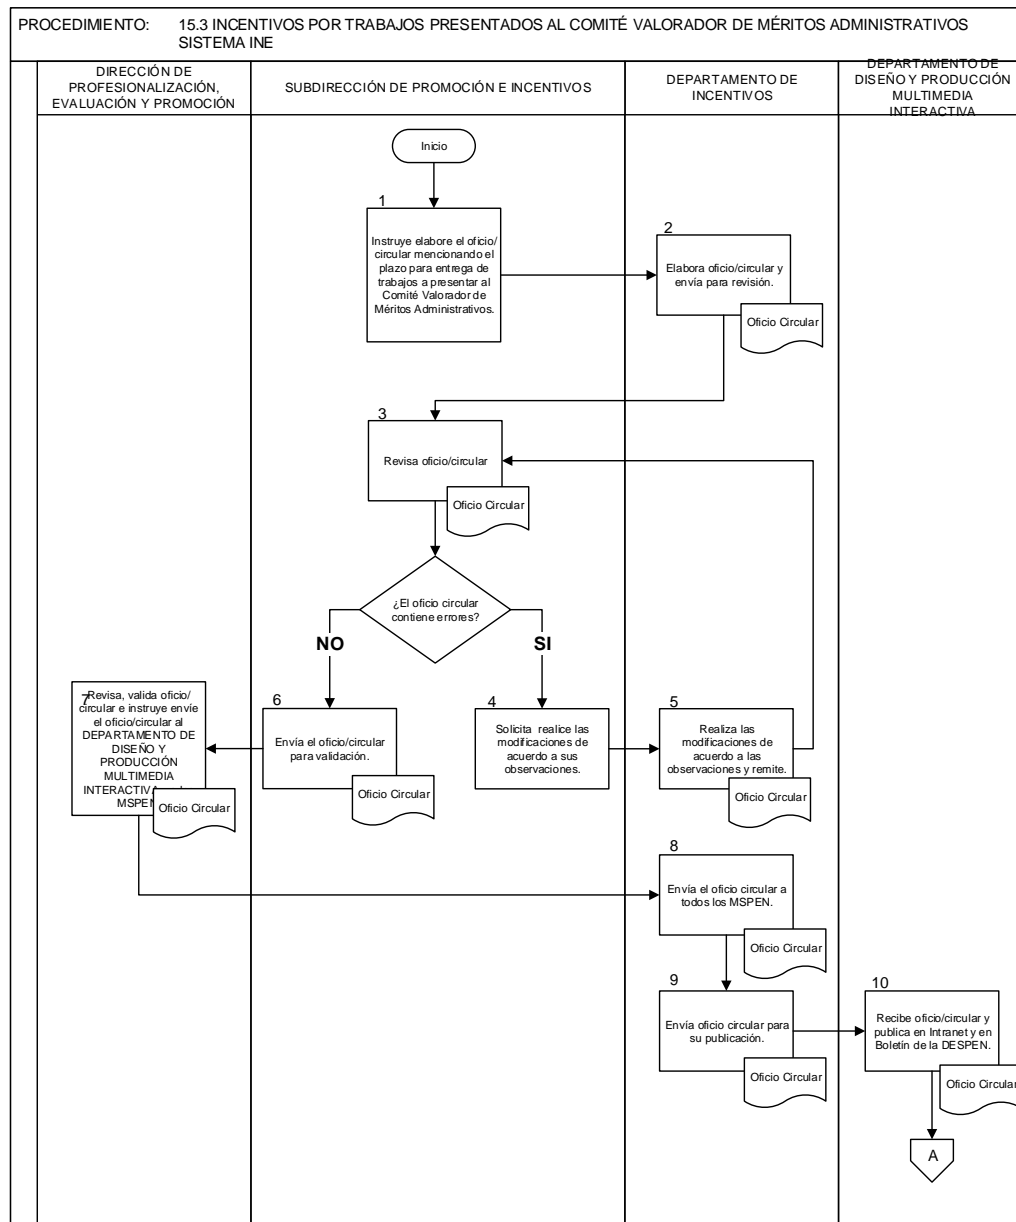 PROCEDIMIENTO: 15.3 INCENTIVOS POR TRABAJOS PRESENTADOS AL COMITÉ VALORADOR DE MÉRITOS ADMINISTRATIVOS
SISTEMA INE
DIRECCIÓN DE
PROFESIONALIZACIÓN,
EVALUACIÓN Y PROMOCIÓN
SUBDIRECCIÓN DE PROMOCIÓN E INCENTIVOS
DEPARTAMENTO DE
INCENTIVOS
DEPARTAMENTO DE
DISEÑO Y PRODUCCIÓN
MULTIMEDIA
INTERACTIVA
Inicio
1
Instruye elabore el oficio/
circular mencionando el
plazo para entrega de
trabajos a presentar al
Comité Valorador de
Méritos Administrativos.
2
Elabora oficio/circular y
envía para revisión.
Oficio Circular
3
Revisa oficio/circular
Oficio Circular
¿El oficio circular
contiene errores?
NO
SI
7
Revisa, valida oficio/
circular e instruye envíe
el oficio/circular al
DEPARTAMENTO DE
DISEÑO Y
PRODUCCIÓN
MULTIMEDIA
INTERACTIVA
MSPEN
Oficio Circular
6
Envía el oficio/circular
para validación.
Oficio Circular
4
Solicita realice las
modificaciones de
acuerdo a sus
observaciones.
5
Realiza las
modificaciones de
acuerdo a las
observaciones y remite.
Oficio Circular
8
Envía el oficio circular a
todos los MSPEN.
Oficio Circular
9
Envía oficio circular para
su publicación.
Oficio Circular
10
Recibe oficio/circular y
publica en Intranet y en
Boletín de la DESPEN.
Oficio Circular
A